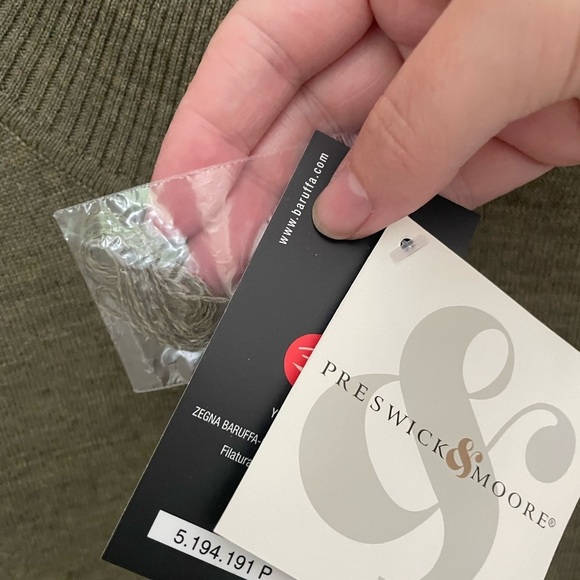 www.baruffa.com
Y
ZEGNA BARUFFA-
Filatura
5.194.191 P
PRESWICK & MOORE®